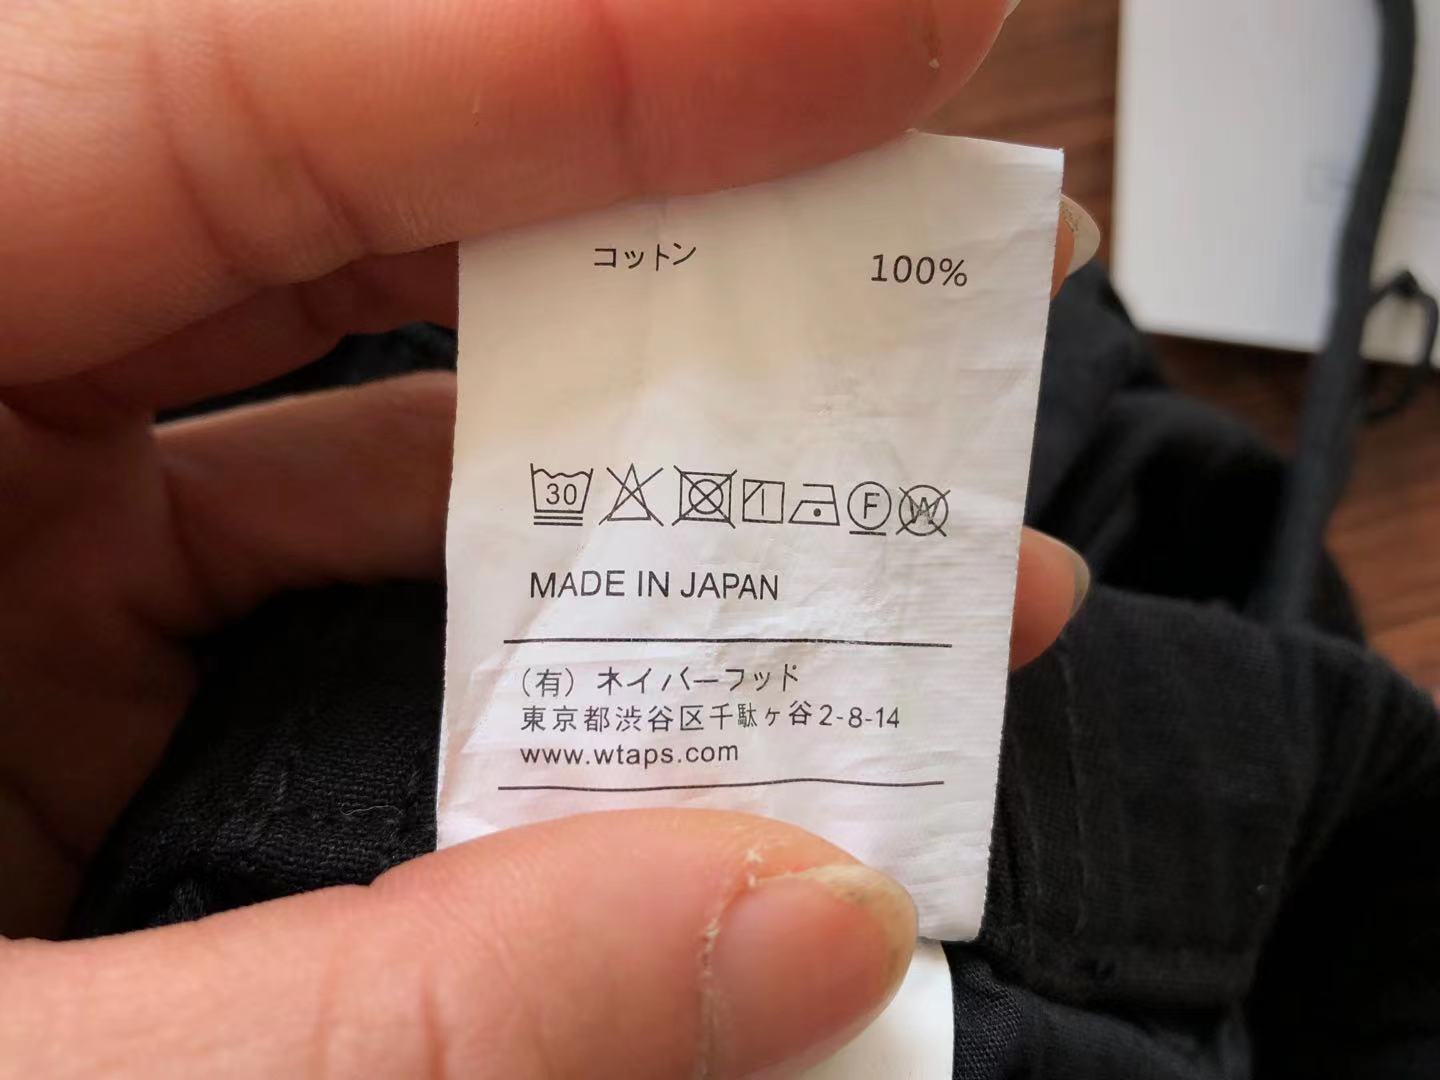 コットン 100%
30 F W
MADE IN JAPAN
(有) ネイバーフッド
東京都渋谷区千駄ヶ谷2-8-14
www.wtaps.com